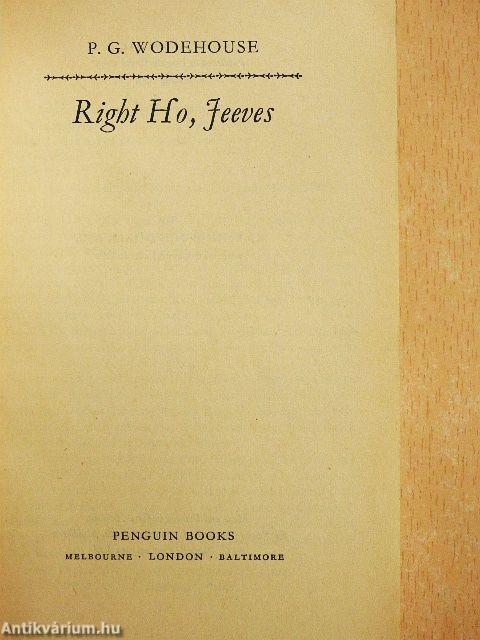 P. G. WODEHOUSE
Right Ho, Jeeves
PENGUIN BOOKS
MELBOURNE · LONDON · BALTIMORE
Antikvárium.hu